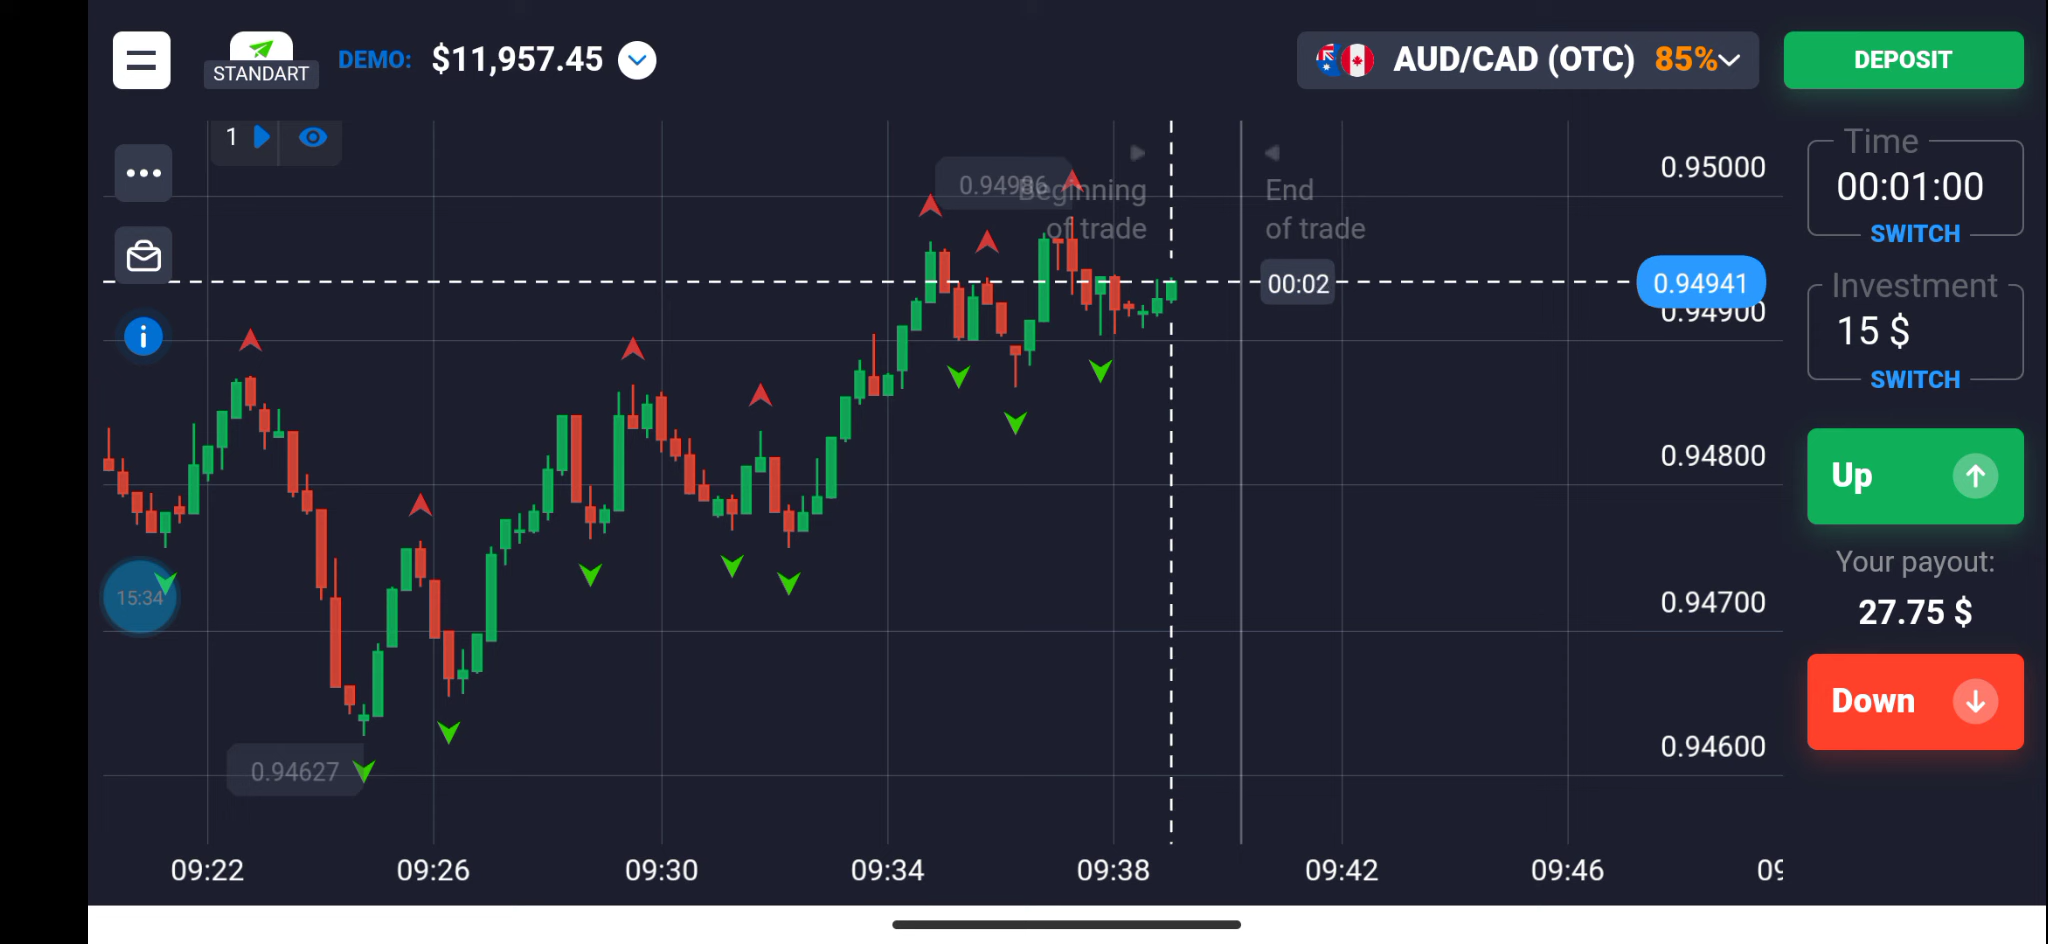 STANDART
DEMO: $11,957.45
AUD/CAD (OTC) 85%
DEPOSIT
1
Time
00:01:00
SWITCH
Investment
15 $
SWITCH
Up
Your payout:
27.75 $
Down
0.94986
Beginning
of trade
End
of trade
00:02
0.95000
0.94941
0.94900
0.94800
0.94700
0.94600
15:34
0.94627
09:22 09:26 09:30 09:34 09:38 09:42 09:46